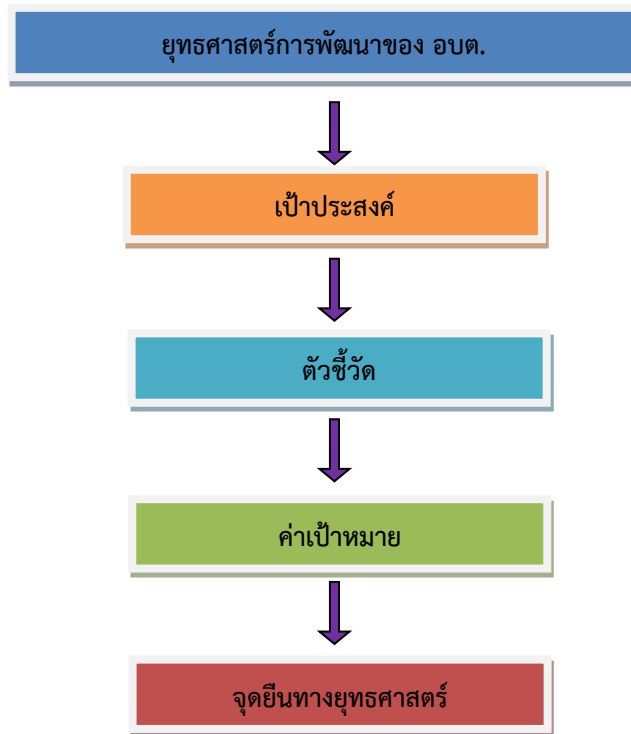 ยุทธศาสตร์การพัฒนาของ อบต.
เป้าประสงค์
ตัวชี้วัด
ค่าเป้าหมาย
จุดยืนทางยุทธศาสตร์